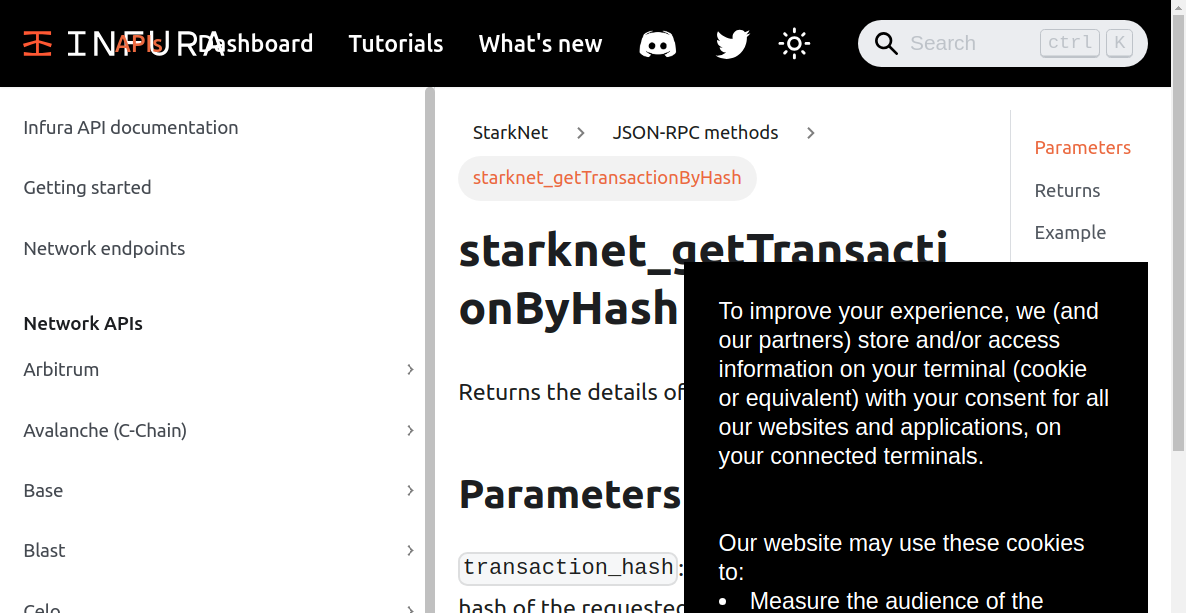 INFURA
APIs
Dashboard
Tutorials
What's new
Search
ctrl
K
Infura API documentation
Getting started
Network endpoints
Network APIs
Arbitrum
Avalanche (C-Chain)
Base
Blast
Celo
StarkNet
JSON-RPC methods
starknet_getTransactionByHash
starknet_getTransacti
onByHash
Returns the details of
Parameters
transaction_hash:
hash of the requested
Parameters
Returns
Example
To improve your experience, we (and
our partners) store and/or access
information on your terminal (cookie
or equivalent) with your consent for all
our websites and applications, on
your connected terminals.
Our website may use these cookies
to:
• Measure the audience of the